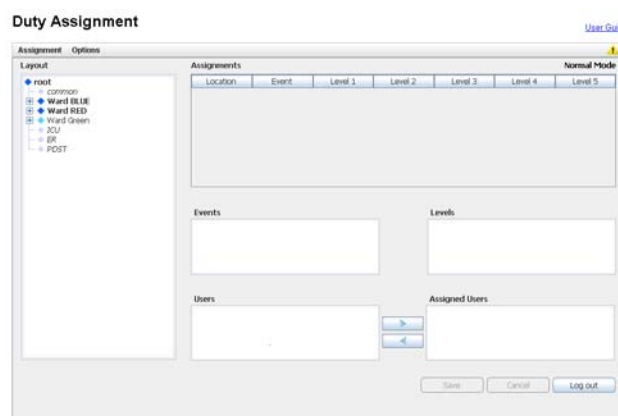 Duty Assignment
User Gui
Assignment Options
Layout
Assignments
Normal Mode
root
common
Ward BLUE
Ward RED
Ward Green
ICU
ER
POST
Location Event Level 1 Level 2 Level 3 Level 4 Level 5
Events
Levels
Users
Assigned Users
Save Cancel Log out